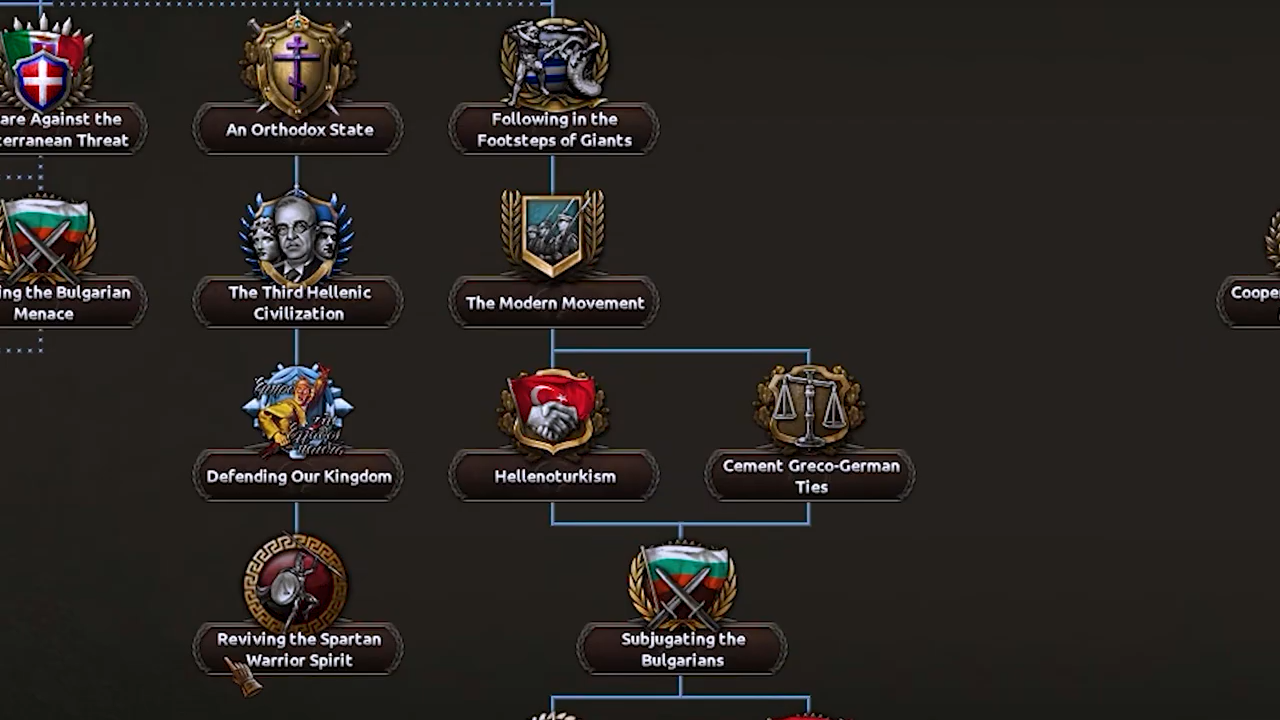 are Against the
terranean Threat
An Orthodox State
Following in the
Footsteps of Giants
ing the Bulgarian
Menace
The Third Hellenic
Civilization
The Modern Movement
Cooper
Defending Our Kingdom
Hellenoturkism
Cement Greco-German
Ties
Reviving the Spartan
Warrior Spirit
Subjugating the
Bulgarians